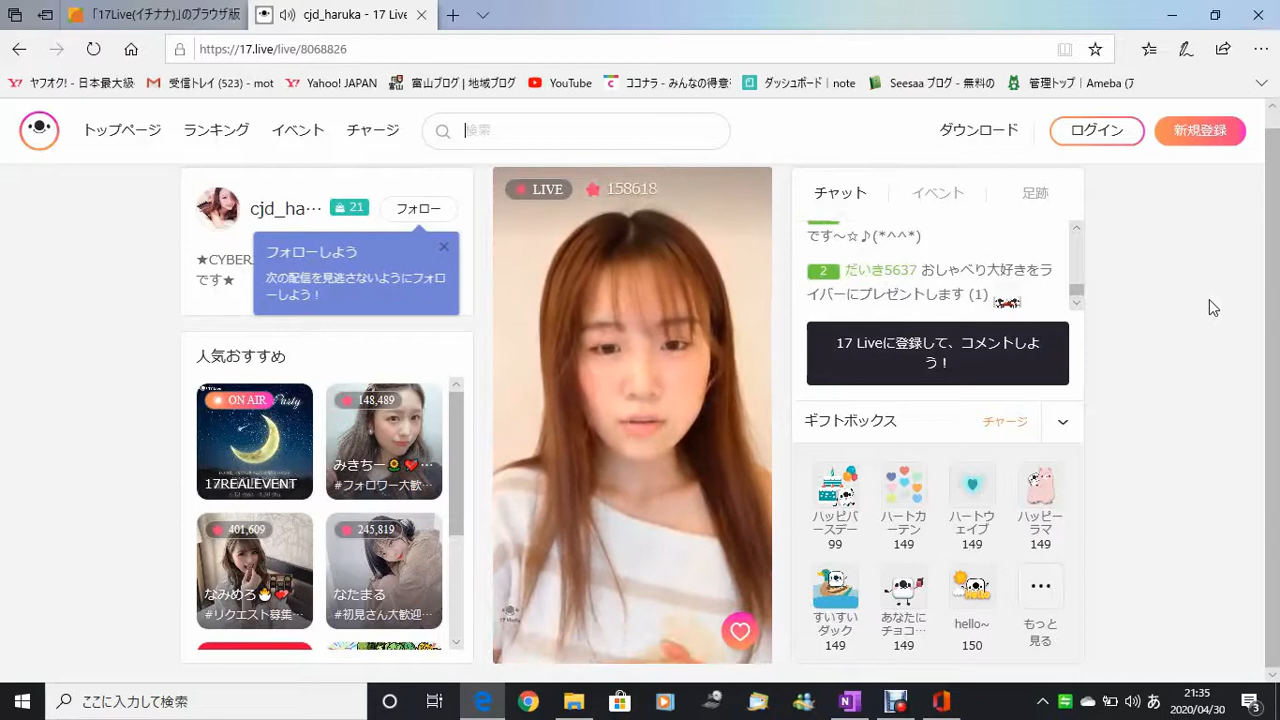 「17Live(イチナナ)」のブラウザ版
cjd_haruka - 17 Live
https://17.live/live/8068826
ヤフオク! - 日本最大級
受信トレイ (523) - mot
Yahoo! JAPAN
富山ブログ | 地域ブログ
YouTube
ココナラ - みんなの得意
ダッシュボード | note
Seesaa ブログ - 無料の
管理トップ | Ameba (ア
トップページ
ランキング
イベント
チャージ
検索
ダウンロード
ログイン
新規登録
cjd_ha…
21
フォロー
★CYBER
です★
フォローしよう
次の配信を見逃さないようにフォロ
ーしよう！
人気おすすめ
ON AIR
Party
17REALEVENT
148,489
みきちー🌻❤…
#フォロワー大歓…
401,609
なみめろ🐣❤
#リクエスト募集…
245,819
なたまる
#初見さん大歓迎…
LIVE
158618
チャット
イベント
足跡
です～☆♪(*^^*)
2 だいき5637 おしゃべり大好きをラ
イバーにプレゼントします (1)
17 Liveに登録して、コメントしよ
う！
ギフトボックス
チャージ
ハッピバ
ースデー
99
ハートカ
ーテン
149
ハートウ
ェイブ
149
ハッピー
ラマ
149
すいすい
ダック
149
あなたに
チョコ…
149
hello~
150
もっと
見る
ここに入力して検索
あ
21:35
2020/04/30
3